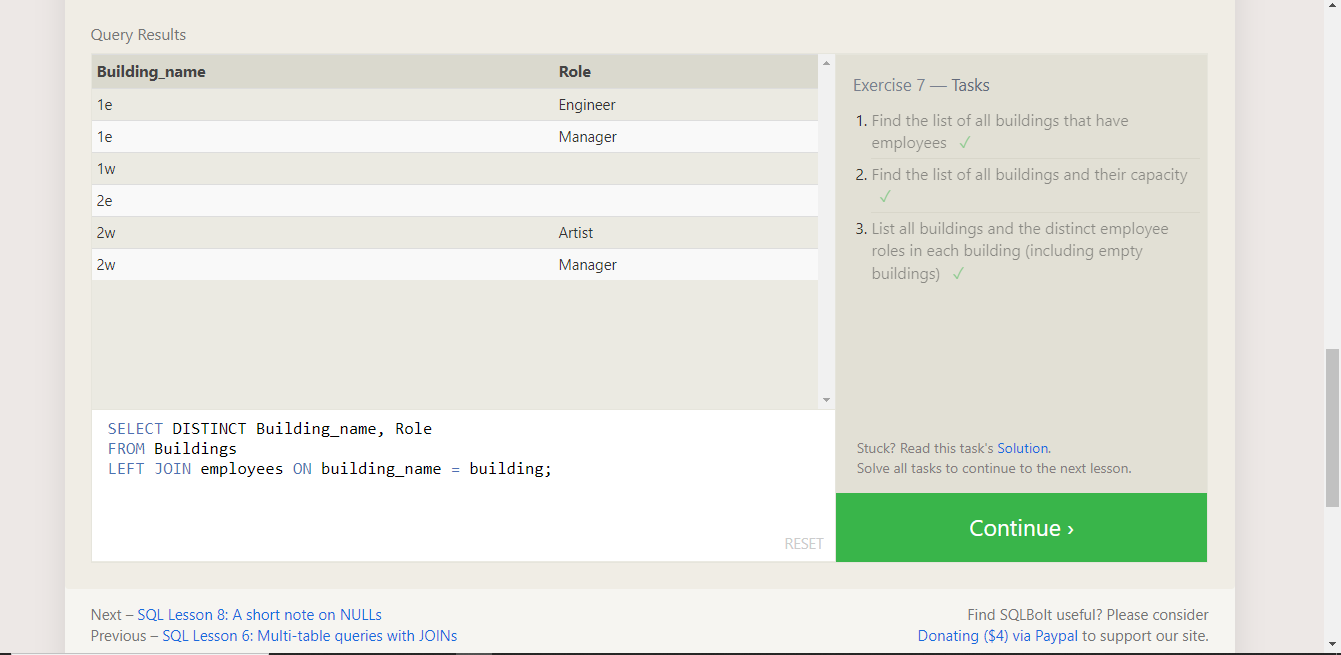 Query Results
Building_name Role
1e Engineer
1e Manager
1w
2e
2w Artist
2w Manager
SELECT DISTINCT Building_name, Role
FROM Buildings
LEFT JOIN employees ON building_name = building;
RESET
Exercise 7 — Tasks
1. Find the list of all buildings that have
employees ✓
2. Find the list of all buildings and their capacity
✓
3. List all buildings and the distinct employee
roles in each building (including empty
buildings) ✓
Stuck? Read this task's Solution.
Solve all tasks to continue to the next lesson.
Continue ›
Next – SQL Lesson 8: A short note on NULLs
Previous – SQL Lesson 6: Multi-table queries with JOINs
Find SQLBolt useful? Please consider
Donating ($4) via Paypal to support our site.